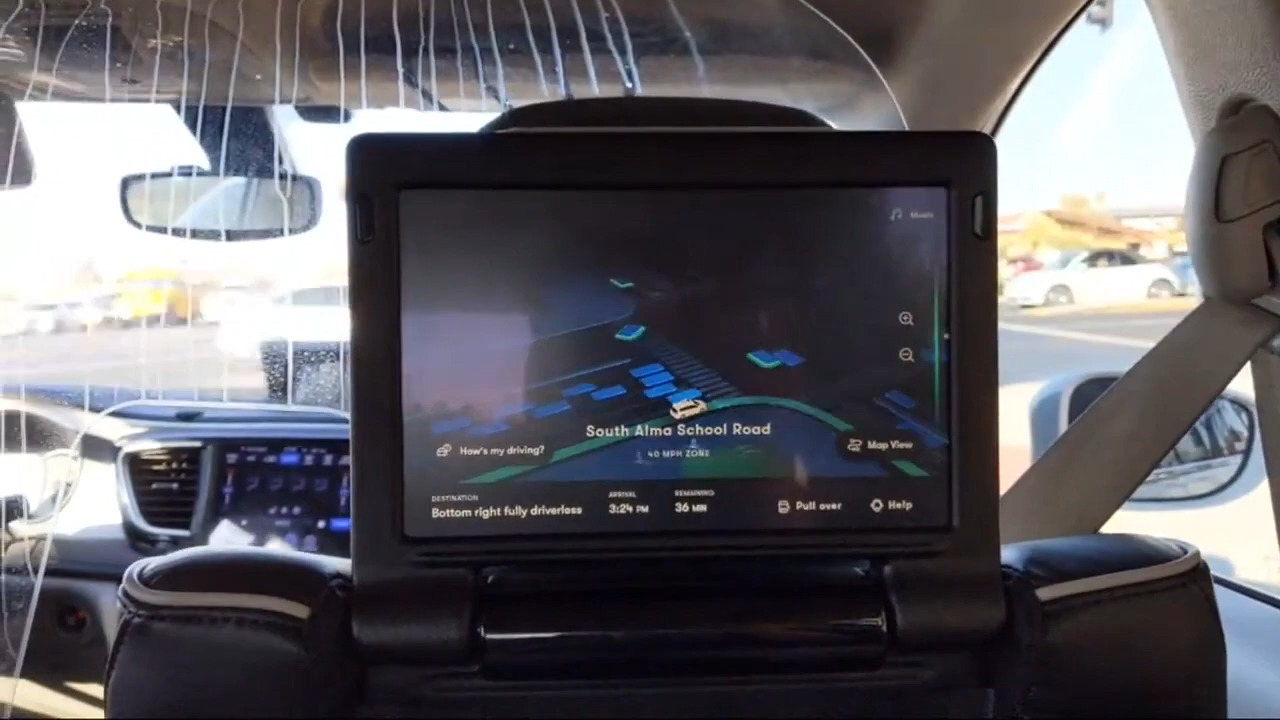 Music
South Alma School Road
40 MPH ZONE
How's my driving?
Map View
DESTINATION
Bottom right fully driverless
ARRIVAL
3:24 PM
REMAINING
36 MIN
Pull over
Help